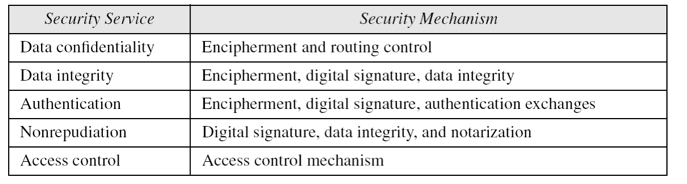 Security Service Security Mechanism
Data confidentiality Encipherment and routing control
Data integrity Encipherment, digital signature, data integrity
Authentication Encipherment, digital signature, authentication exchanges
Nonrepudiation Digital signature, data integrity, and notarization
Access control Access control mechanism